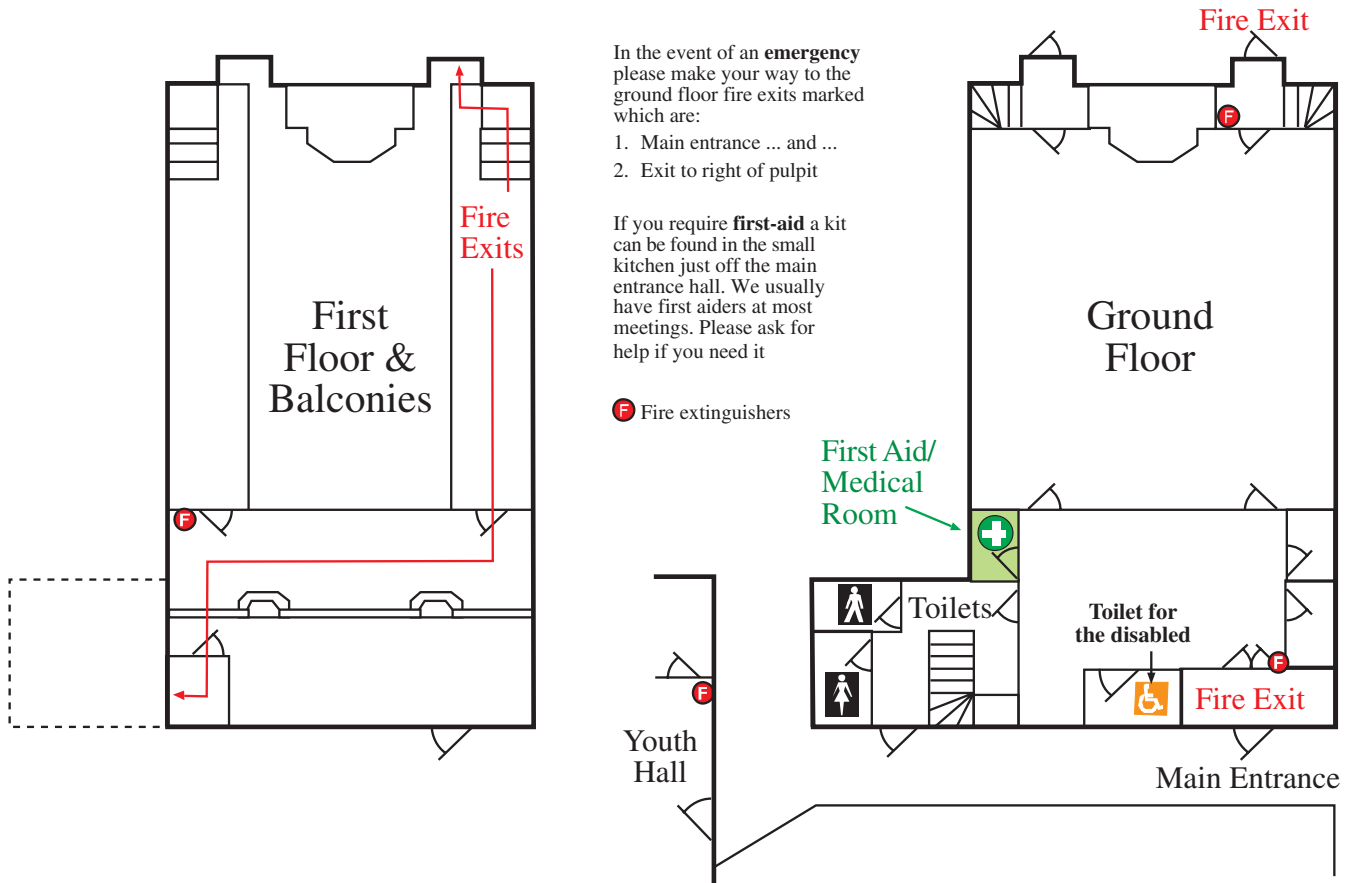 Fire
Exits
First
Floor &
Balconies
F
In the event of an emergency
please make your way to the
ground floor fire exits marked
which are:
1. Main entrance ... and ...
2. Exit to right of pulpit
If you require first-aid a kit
can be found in the small
kitchen just off the main
entrance hall. We usually
have first aiders at most
meetings. Please ask for
help if you need it
F Fire extinguishers
Fire Exit
F
Ground
Floor
First Aid/
Medical
Room
Toilets
Toilet for
the disabled
F
Fire Exit
F
Youth
Hall
Main Entrance